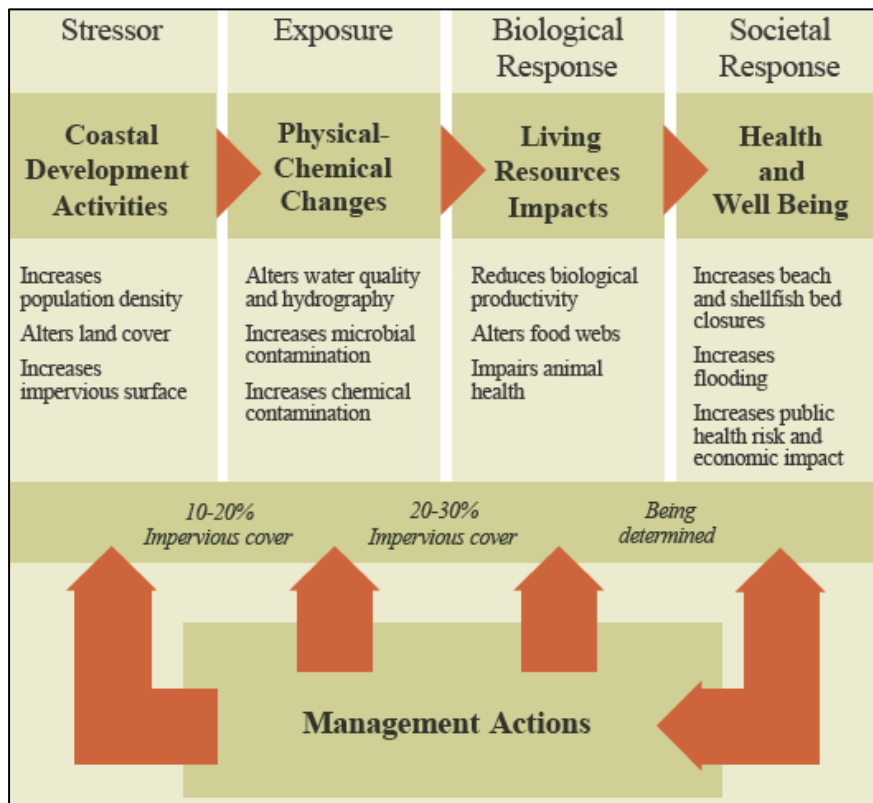 Stressor
Exposure
Biological
Response
Societal
Response
Coastal
Development
Activities
Physical-
Chemical
Changes
Living
Resources
Impacts
Health
and
Well Being
Increases
population density
Alters land cover
Increases
impervious surface
Alters water quality
and hydrography
Increases microbial
contamination
Increases chemical
contamination
Reduces biological
productivity
Alters food webs
Impairs animal
health
Increases beach
and shellfish bed
closures
Increases
flooding
Increases public
health risk and
economic impact
10-20%
Impervious cover
20-30%
Impervious cover
Being
determined
Management Actions